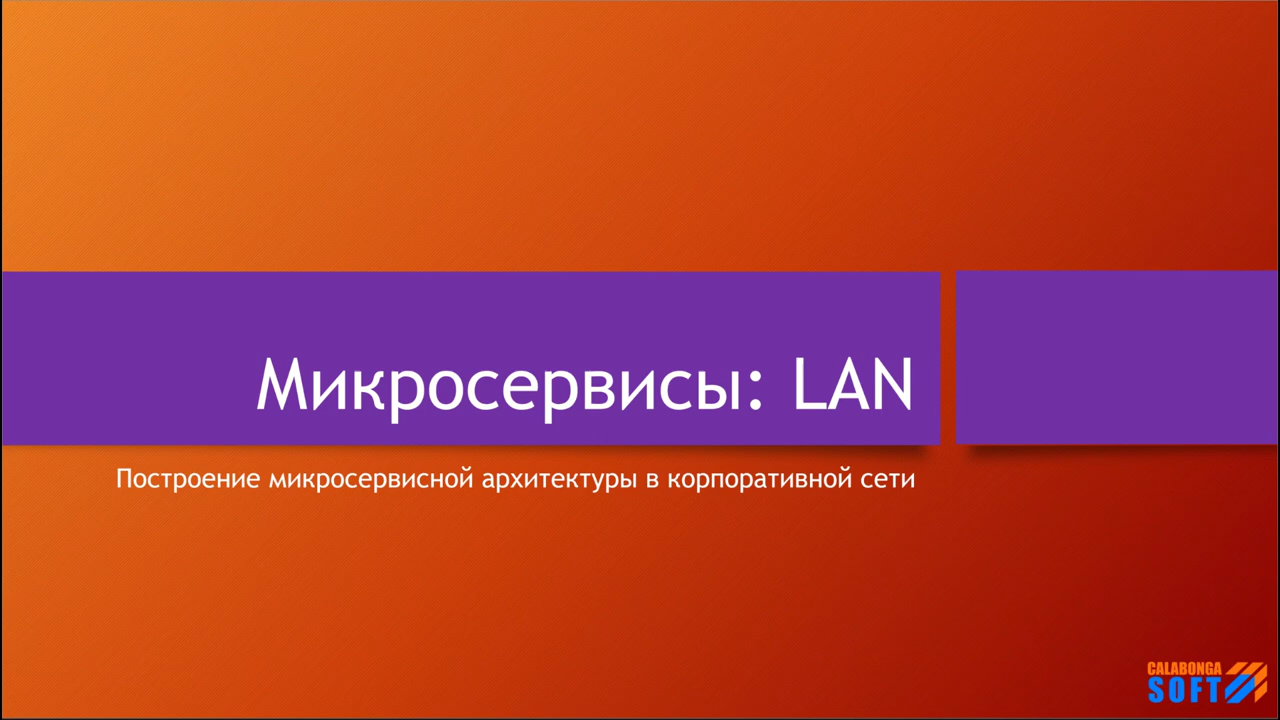 Микросервисы: LAN
Построение микросервисной архитектуры в корпоративной сети
CALABONGA
SOFT